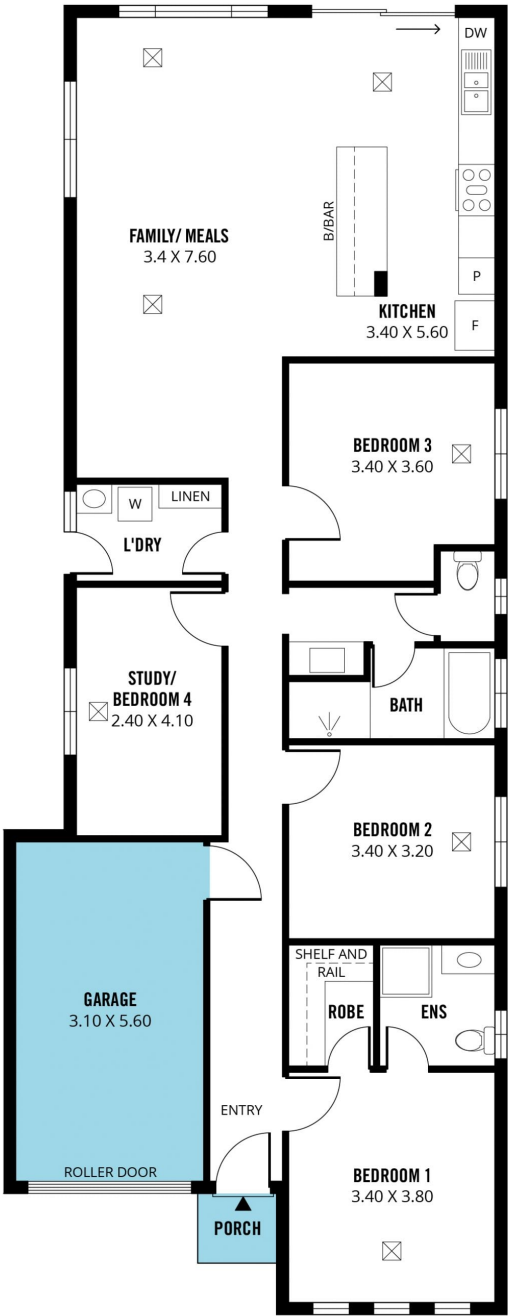 DW
B/BAR
FAMILY/ MEALS
3.4 X 7.60
P
KITCHEN
3.40 X 5.60
F
BEDROOM 3
3.40 X 3.60
W
LINEN
L'DRY
STUDY/
BEDROOM 4
2.40 X 4.10
BATH
BEDROOM 2
3.40 X 3.20
SHELF AND
RAIL
ROBE
ENS
GARAGE
3.10 X 5.60
ENTRY
ROLLER DOOR
BEDROOM 1
3.40 X 3.80
PORCH